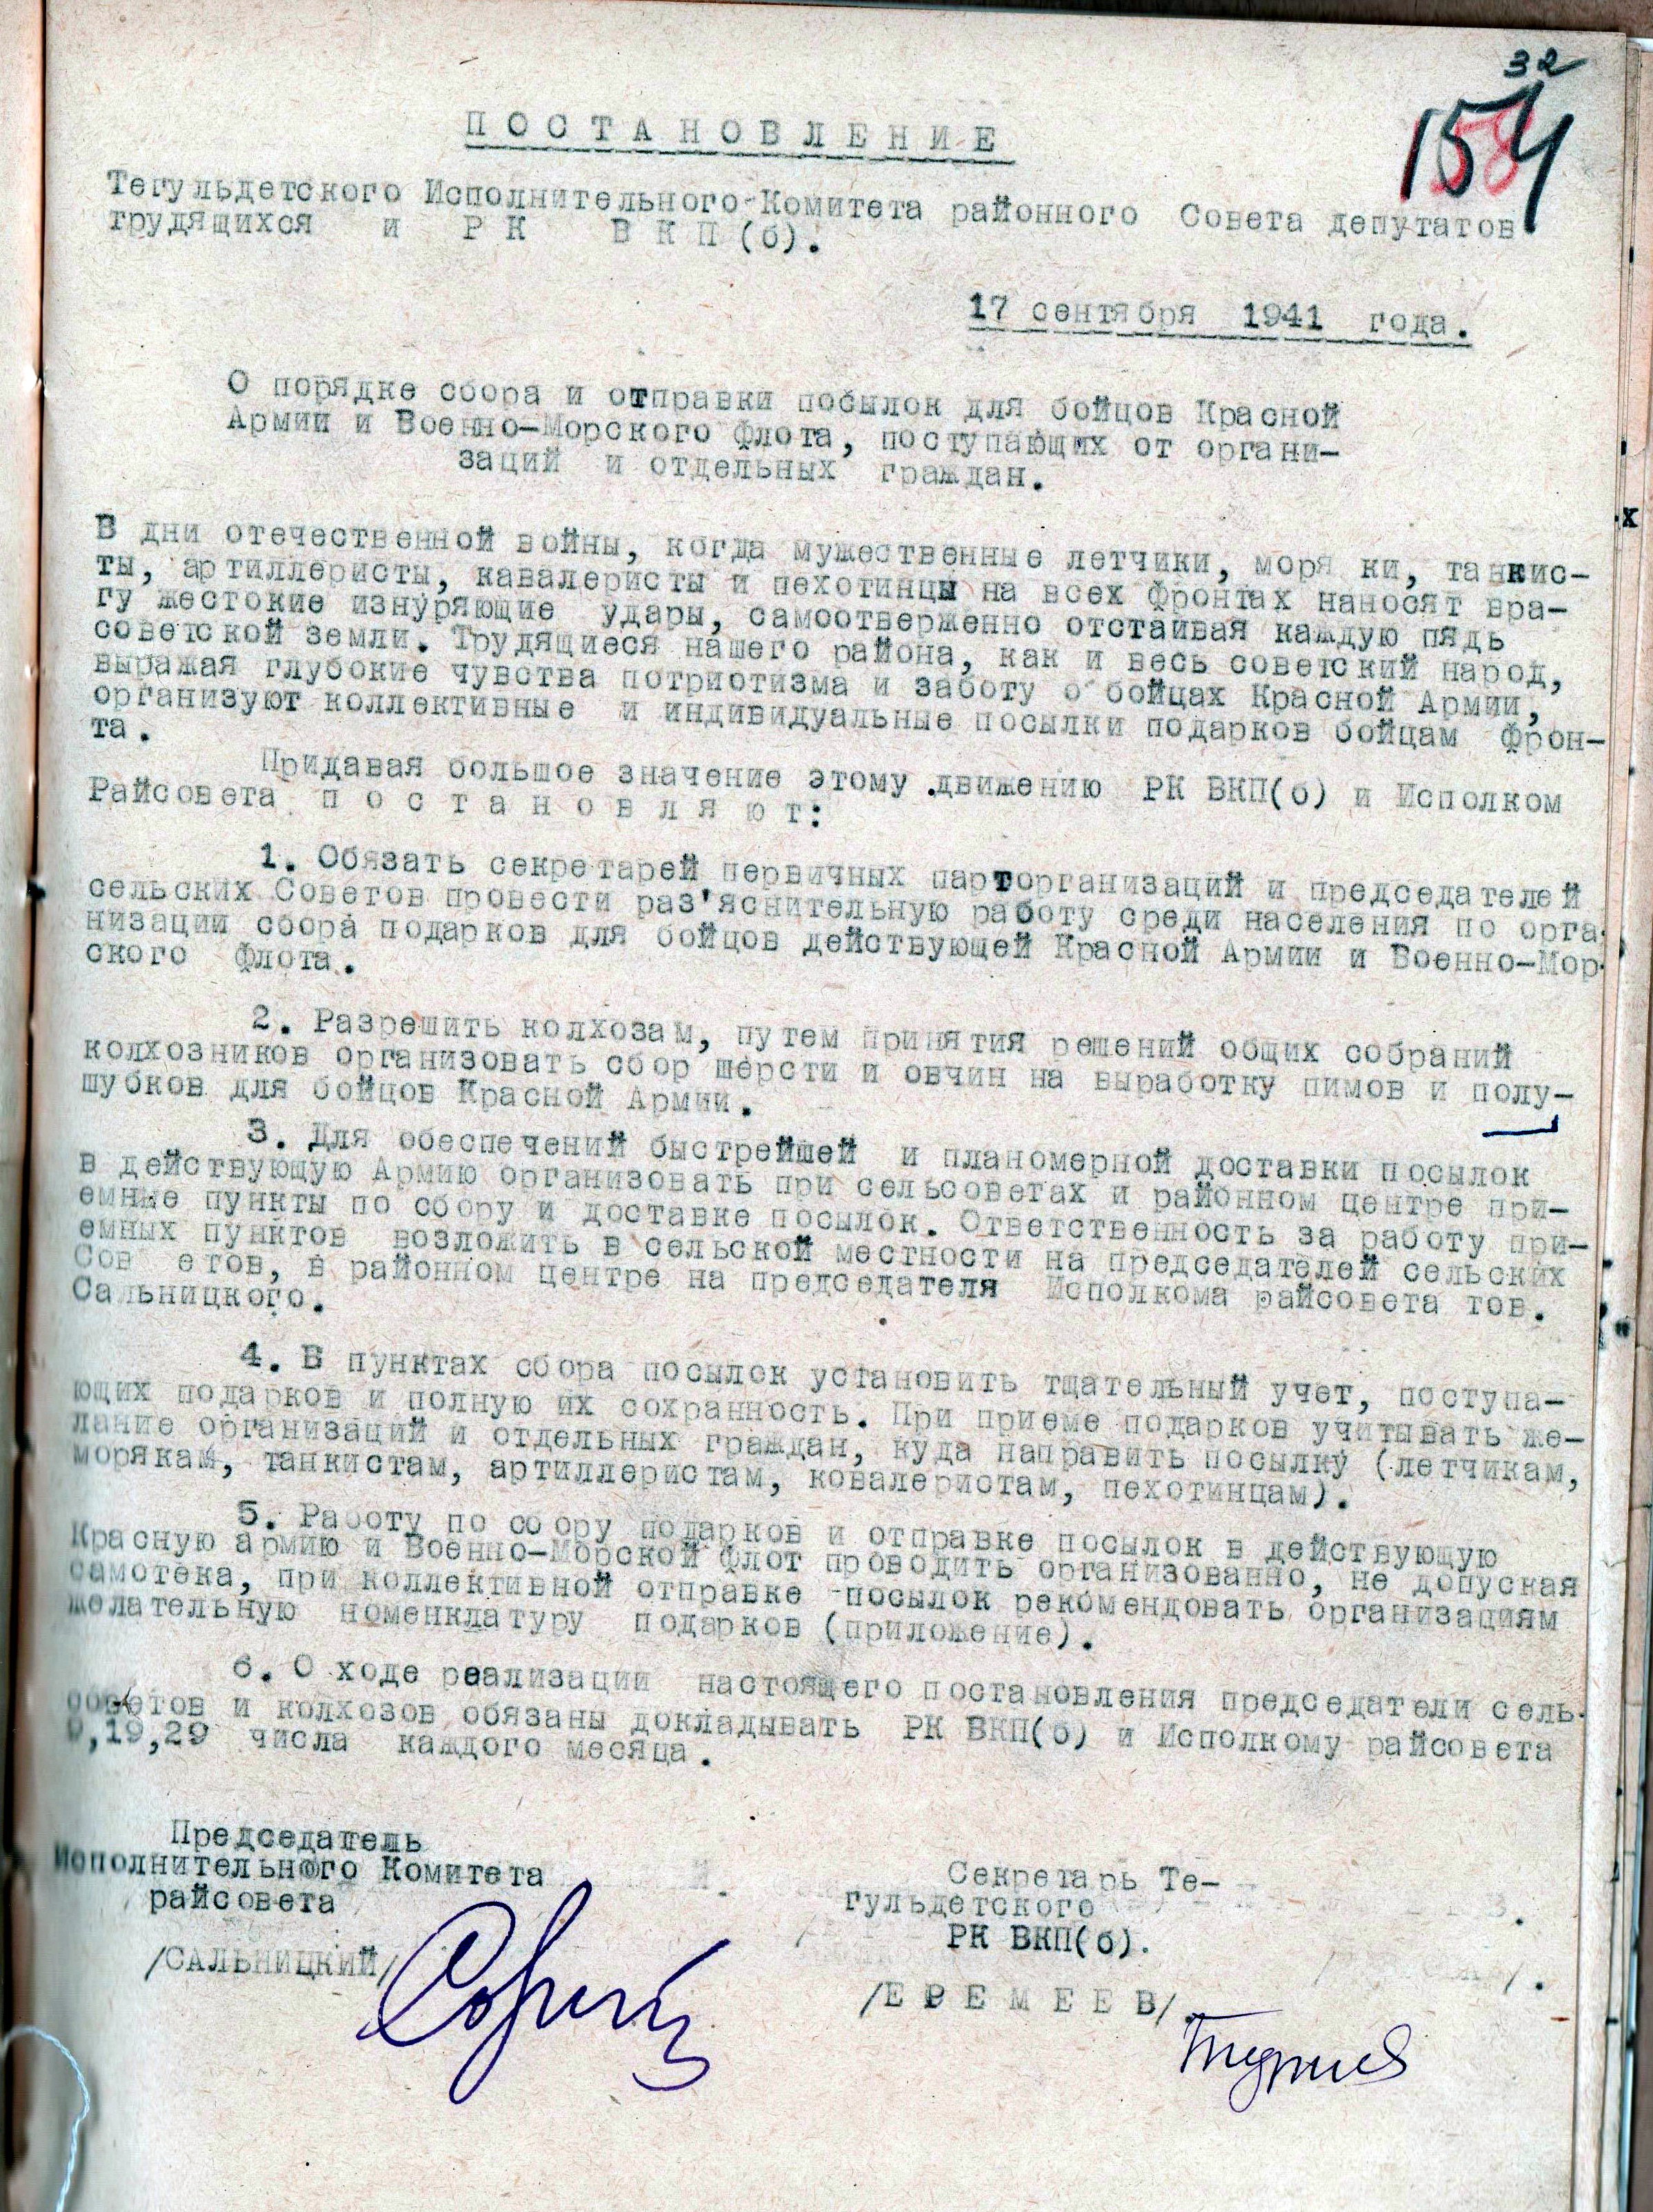 32
154
П О С Т А Н О В Л Е Н И Е
Тегульдетского Исполнительного-Комитета районного Совета депутатов
трудящихся и Р К В К П (б).
17 сентября 1941 года.
О порядке сбора и отправки посылок для бойцов Красной
Армии и Военно-Морского Флота, поступающих от органи-
заций и отдельных граждан.
В дни отечественной войны, когда мужественные летчики, моря ки, танкис-
ты, артиллеристы, кавалеристы и пехотинцы на всех фронтах наносят вра-
гу жестокие изнуряющие удары, самоотверженно отстаивая каждую пядь
советской земли. Трудящиеся нашего района, как и весь советский народ,
выражая глубокие чувства потриотизма и заботу о бойцах Красной Армии,
организуют коллективные и индивидуальные посылки подарков бойцам фрон-
та.
Придавая большое значение этому движению РК ВКП(б) и Исполком
Райсовета п о с т а н о в л я ю т:
1. Обязать секретарей первичных парторганизаций и председателей
сельских Советов провести раз'яснительную работу среди населения по орга-
низации сбора подарков для бойцов действующей Красной Армии и Военно-Мор-
ского Флота.
2. Разрешить колхозам, путем принятия решений общих собраний
колхозников организовать сбор шерсти и овчин на выработку пимов и полу-
шубков для бойцов Красной Армии.
3. Для обеспечений быстрейшей и планомерной доставки посылок
в действующую Армию организовать при сельсоветах и районном центре при-
емные пункты по сбору и доставке посылок. Ответственность за работу при-
емных пунктов возложить в сельской местности на председателей сельских
Сов етов, в районном центре на председателя Исполкома райсовета тов.
Сальницкого.
4. В пунктах сбора посылок установить тщательный учет, поступа-
ющих подарков и полную их сохранность. При приеме подарков учитывать же-
лание организаций и отдельных граждан, куда направить посылку (летчикам,
морякам, танкистам, артиллеристам, ковалеристам, пехотинцам).
5. Работу по сбору подарков и отправке посылок в действующую
Красную армию и Военно-Морской флот проводить организованно, не допуская
самотека, при коллективной отправке посылок рекомендовать организациям
желательную номенклатуру подарков (приложение).
6. О ходе реализации настоящего постановления председатели сель-
советов и колхозов обязаны докладывать РК ВКП(б) и Исполкому райсовета
9,19,29 числа каждого месяца.
Председатель
Исполнительного Комитета
райсовета
/САЛЬНИЦКИЙ/
Секретарь Те-
гульдетского
РК ВКП(б).
/Е Р Е М Е Е В/